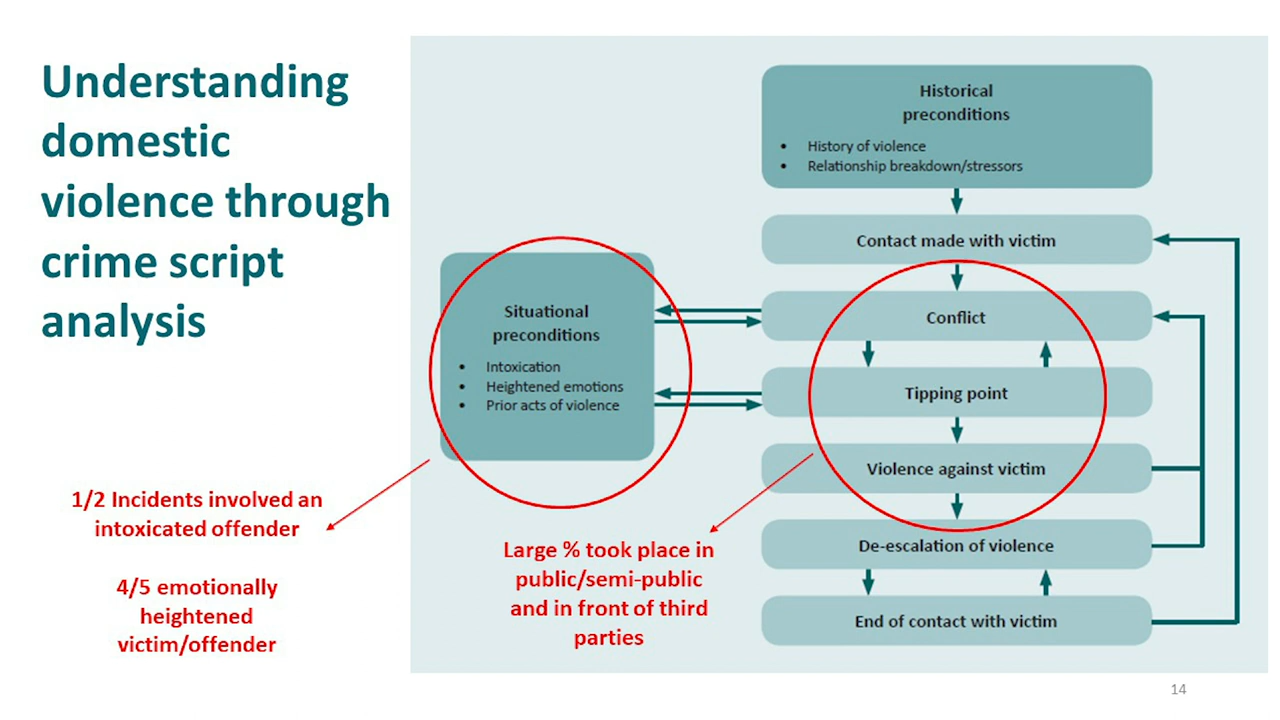 Understanding
domestic
violence through
crime script
analysis
Historical
preconditions
• History of violence
• Relationship breakdown/stressors
Contact made with victim
Situational
preconditions
• Intoxication
• Heightened emotions
• Prior acts of violence
Conflict
Tipping point
Violence against victim
De-escalation of violence
End of contact with victim
1/2 Incidents involved an
intoxicated offender
4/5 emotionally
heightened
victim/offender
Large % took place in
public/semi-public
and in front of third
parties
14